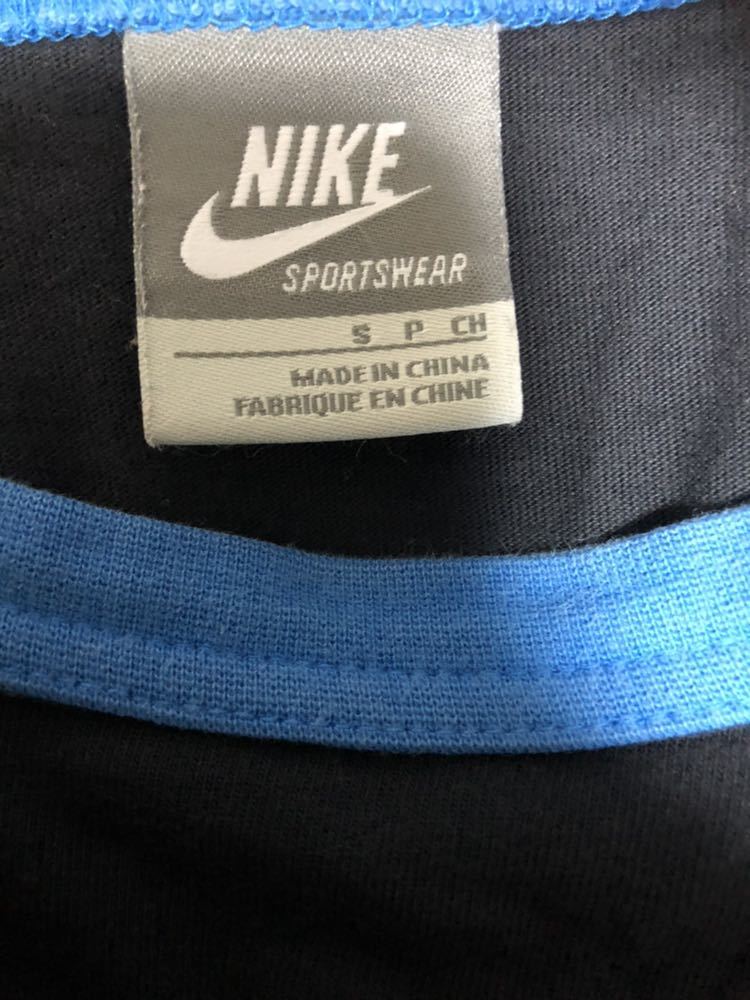 NIKE
SPORTSWEAR
S P CH
MADE IN CHINA
FABRIQUE EN CHINE